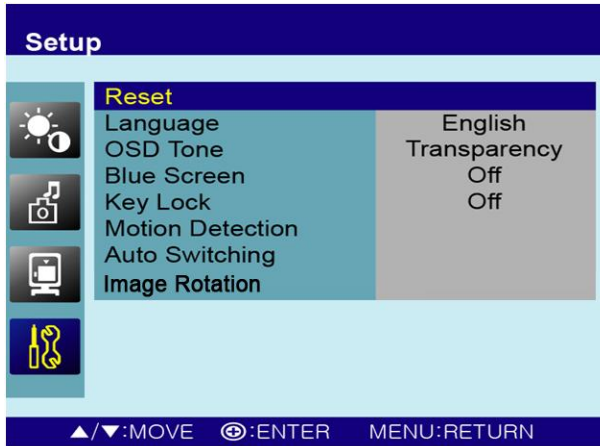 Setup
Reset
Language English
OSD Tone Transparency
Blue Screen Off
Key Lock Off
Motion Detection
Auto Switching
Image Rotation
▲/▼:MOVE ⊕:ENTER MENU:RETURN